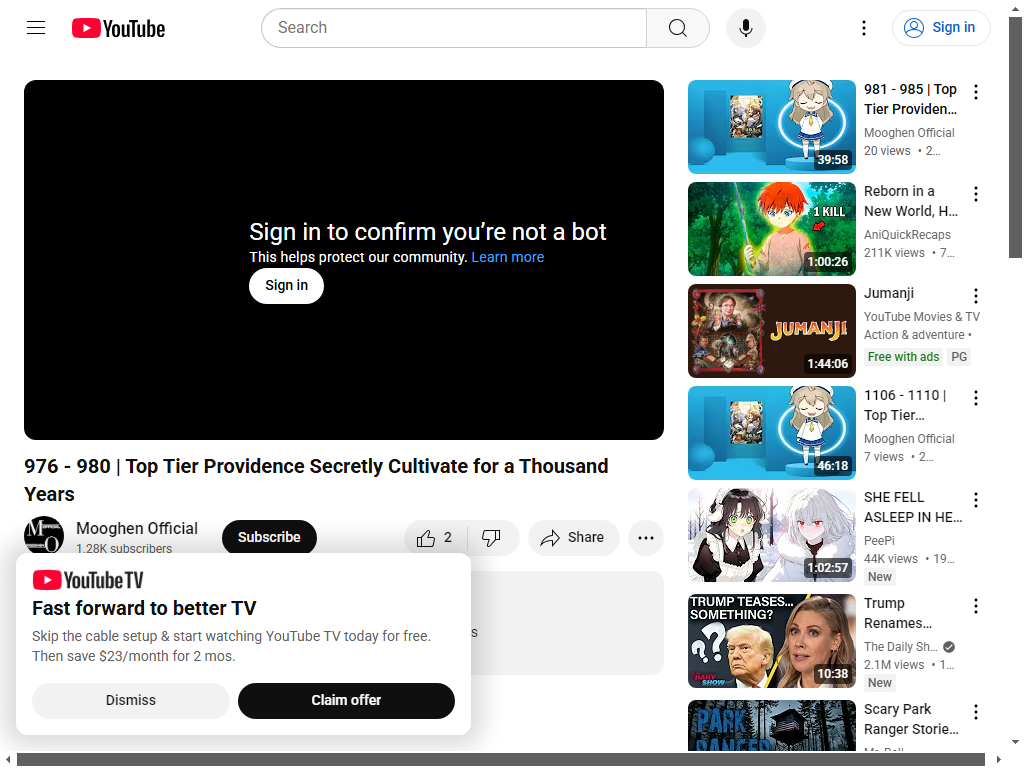 YouTube
Search
Sign in
Sign in to confirm you’re not a bot
This helps protect our community. Learn more
Sign in
976 - 980 | Top Tier Providence Secretly Cultivate for a Thousand
Years
Mooghen Official
1.28K subscribers
Subscribe
2
Share
YouTube TV
Fast forward to better TV
Skip the cable setup & start watching YouTube TV today for free.
Then save $23/month for 2 mos.
Dismiss
Claim offer
39:58
981 - 985 | Top
Tier Providen...
Mooghen Official
20 views • 2...
1 KILL
1:00:26
Reborn in a
New World, H...
AniQuickRecaps
211K views • 7...
JUMANJI
1:44:06
Jumanji
YouTube Movies & TV
Action & adventure •
Free with ads
PG
46:18
1106 - 1110 |
Top Tier...
Mooghen Official
7 views • 2...
1:02:57
SHE FELL
ASLEEP IN HE...
PeePi
44K views • 19...
New
TRUMP TEASES...
SOMETHING?
??
THE DAILY SHOW
10:38
Trump
Renames...
The Daily Sh...
2.1M views • 1...
New
PARK
RANGER
Scary Park
Ranger Storie...